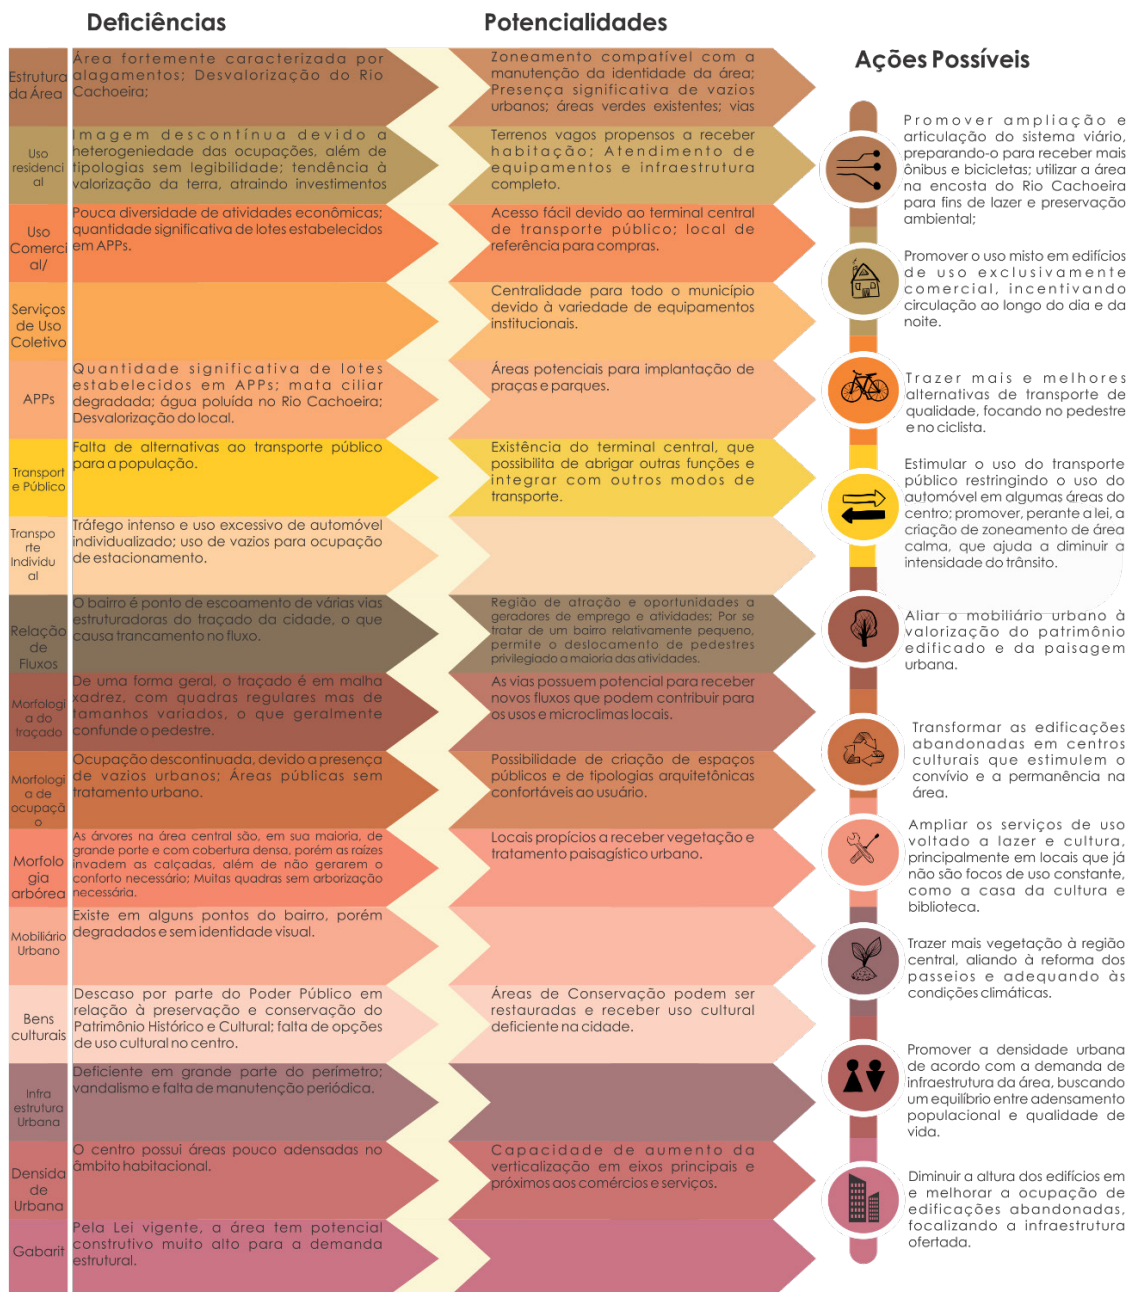 Deficiências
Potencialidades
Ações Possíveis
Estrutura
da Área
Área fortemente caracterizada por
alagamentos; Desvalorização do Rio
Cachoeira;
Zoneamento compatível com a
manutenção da identidade da área;
Presença significativa de vazios
urbanos; áreas verdes existentes; vias
Uso
residenci
al
Imagem descontínua devido a
heterogeniedade das ocupações, além de
tipologias sem legibilidade; tendência à
valorização da terra, atraindo investimentos
Terrenos vagos propensos a receber
habitação; Atendimento de
equipamentos e infraestrutura
completo.
Uso
Comerci
al/
Pouca diversidade de atividades econômicas;
quantidade significativa de lotes estabelecidos
em APPs.
Acesso fácil devido ao terminal central
de transporte público; local de
referência para compras.
Serviços
de Uso
Coletivo
Centralidade para todo o município
devido à variedade de equipamentos
institucionais.
APPs
Quantidade significativa de lotes
estabelecidos em APPs; mata ciliar
degradada; água poluída no Rio Cachoeira;
Desvalorização do local.
Áreas potenciais para implantação de
praças e parques.
Transport
e Público
Falta de alternativas ao transporte público
para a população.
Existência do terminal central, que
possibilita de abrigar outras funções e
integrar com outros modos de
transporte.
Transpo
rte
Individu
al
Tráfego intenso e uso excessivo de automóvel
individualizado; uso de vazios para ocupação
de estacionamento.
Relação
de
Fluxos
O bairro é ponto de escoamento de várias vias
estruturadoras do traçado da cidade, o que
causa trancamento no fluxo.
Região de atração e oportunidades a
geradores de emprego e atividades; Por se
tratar de um bairro relativamente pequeno,
permite o deslocamento de pedestres
privilegiado a maioria das atividades.
Morfologi
a do
traçado
De uma forma geral, o traçado é em malha
xadrez, com quadras regulares mas de
tamanhos variados, o que geralmente
confunde o pedestre.
As vias possuem potencial para receber
novos fluxos que podem contribuir para
os usos e microclimas locais.
Morfologi
a de
ocupaçã
o
Ocupação descontinuada, devido a presença
de vazios urbanos; Áreas públicas sem
tratamento urbano.
Possibilidade de criação de espaços
públicos e de tipologias arquitetônicas
confortáveis ao usuário.
Morfolo
gia
arbórea
As árvores na área central são, em sua maioria, de
grande porte e com cobertura densa, porém as raízes
invadem as calçadas, além de não gerarem o
conforto necessário; Muitas quadras sem arborização
necessária.
Locais propícios a receber vegetação e
tratamento paisagístico urbano.
Mobiliário
Urbano
Existe em alguns pontos do bairro, porém
degradados e sem identidade visual.
Bens
culturais
Descaso por parte do Poder Público em
relação à preservação e conservação do
Patrimônio Histórico e Cultural; falta de opções
de uso cultural no centro.
Áreas de Conservação podem ser
restauradas e receber uso cultural
deficiente na cidade.
Infra
estrutura
Urbana
Deficiente em grande parte do perímetro;
vandalismo e falta de manutenção periódica.
Densida
de
Urbana
O centro possui áreas pouco adensadas no
âmbito habitacional.
Capacidade de aumento da
verticalização em eixos principais e
próximos aos comércios e serviços.
Gabarit
Pela Lei vigente, a área tem potencial
construtivo muito alto para a demanda
estrutural.
Promover ampliação e
articulação do sistema viário,
preparando-o para receber mais
ônibus e bicicletas; utilizar a área
na encosta do Rio Cachoeira
para fins de lazer e preservação
ambiental;
Promover o uso misto em edifícios
de uso exclusivamente
comercial, incentivando
circulação ao longo do dia e da
noite.
Trazer mais e melhores
alternativas de transporte de
qualidade, focando no pedestre
e no ciclista.
Estimular o uso do transporte
público restringindo o uso do
automóvel em algumas áreas do
centro; promover, perante a lei, a
criação de zoneamento de área
calma, que ajuda a diminuir a
intensidade do trânsito.
Aliar o mobiliário urbano à
valorização do patrimônio
edificado e da paisagem
urbana.
Transformar as edificações
abandonadas em centros
culturais que estimulem o
convívio e a permanência na
área.
Ampliar os serviços de uso
voltado a lazer e cultura,
principalmente em locais que já
não são focos de uso constante,
como a casa da cultura e
biblioteca.
Trazer mais vegetação à região
central, aliando à reforma dos
passeios e adequando às
condições climáticas.
Promover a densidade urbana
de acordo com a demanda de
infraestrutura da área, buscando
um equilíbrio entre adensamento
populacional e qualidade de
vida.
Diminuir a altura dos edifícios em
e melhorar a ocupação de
edificações abandonadas,
focalizando a infraestrutura
ofertada.